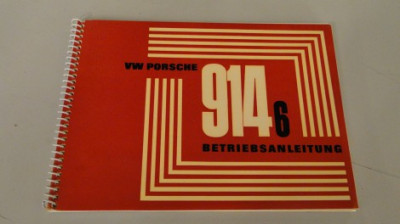 VW PORSCHE
914 6
BETRIEBSANLEITUNG